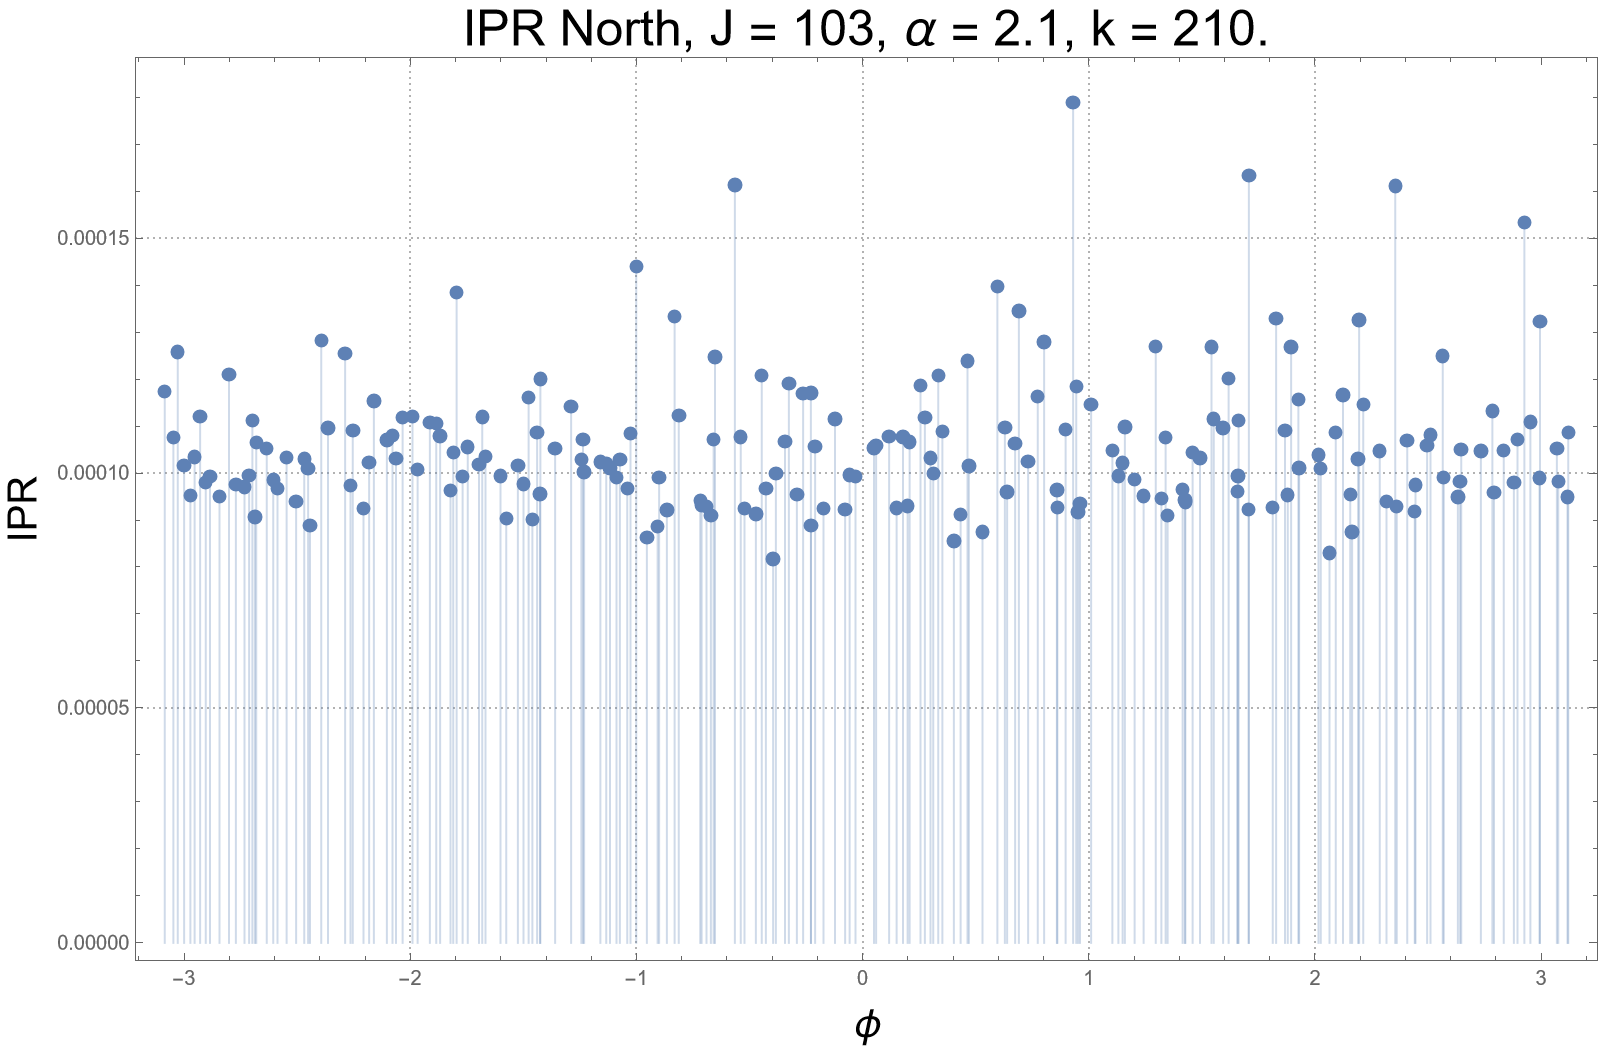 IPR North, J = 103, α = 2.1, k = 210.
IPR
0.00015
0.00010
0.00005
0.00000
−3 −2 −1 0 1 2 3
ϕ